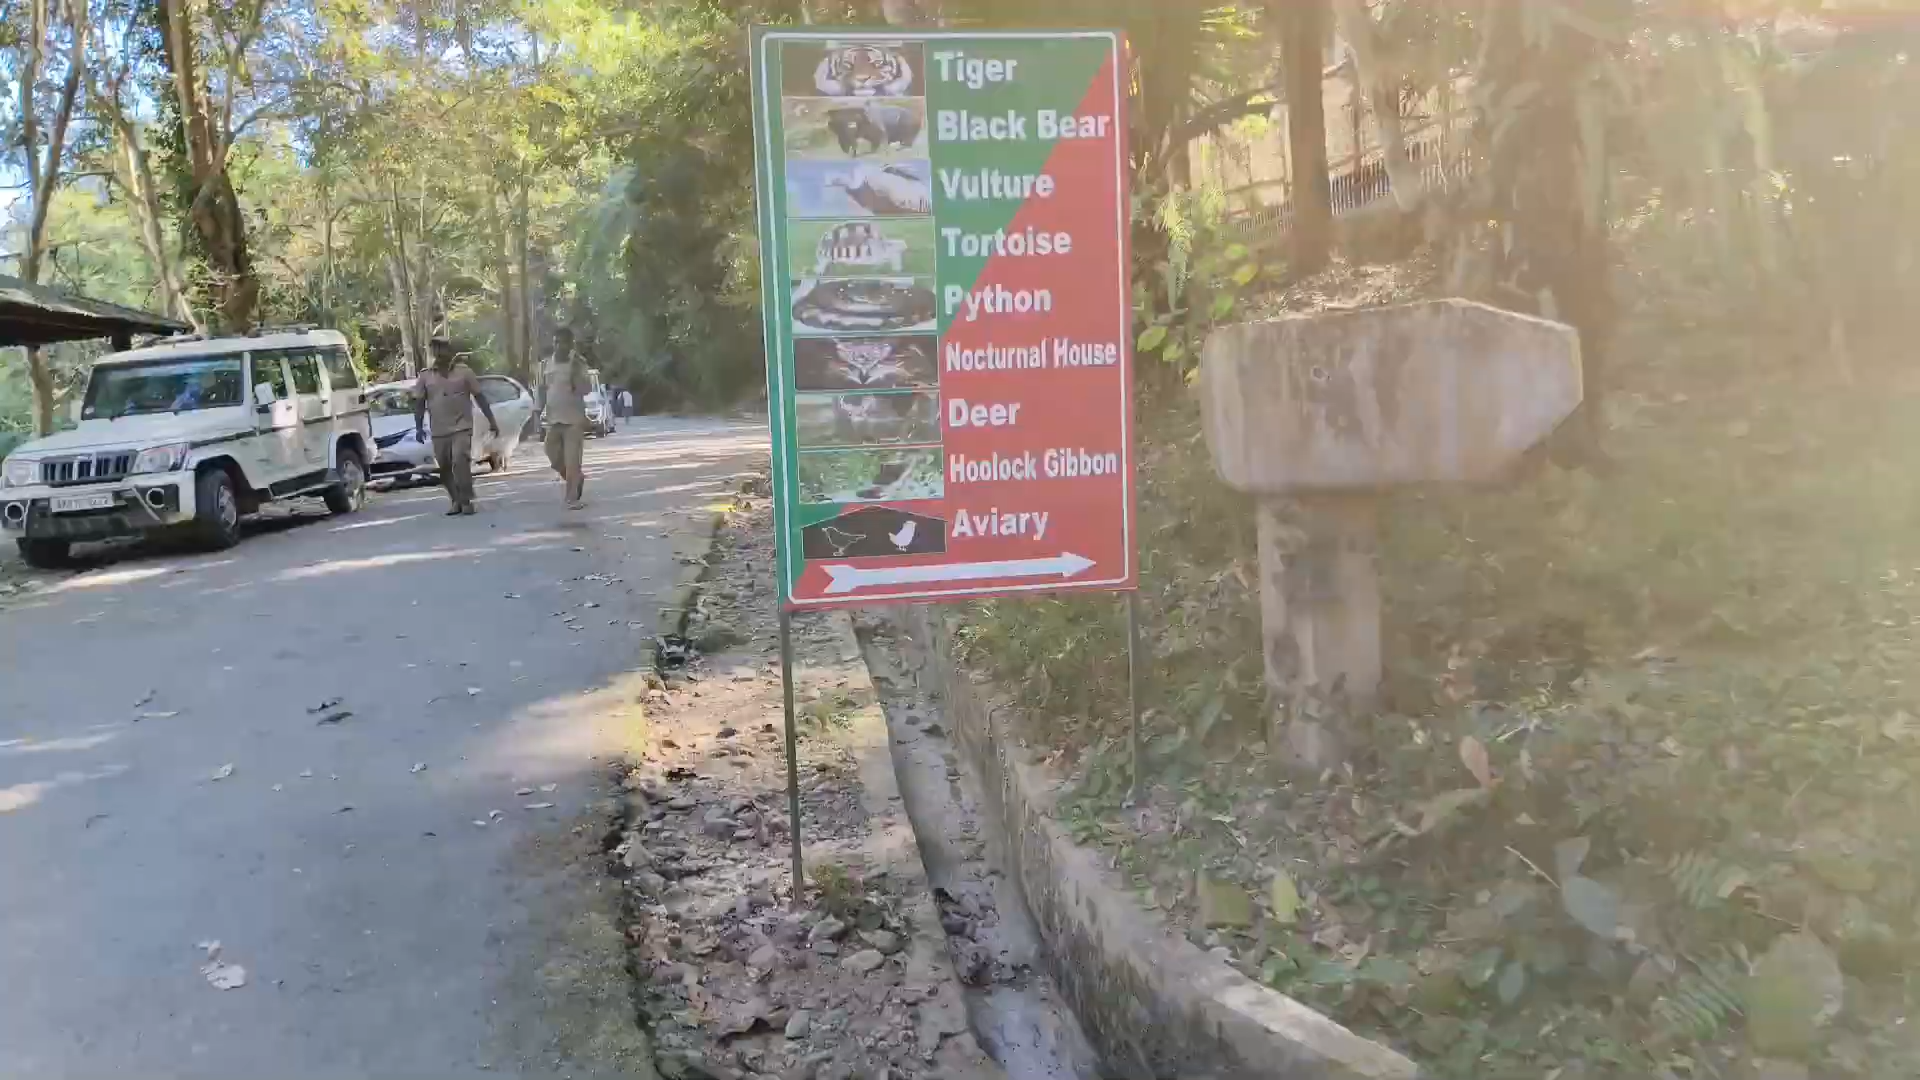 Tiger
Black Bear
Vulture
Tortoise
Python
Nocturnal House
Deer
Hoolock Gibbon
Aviary